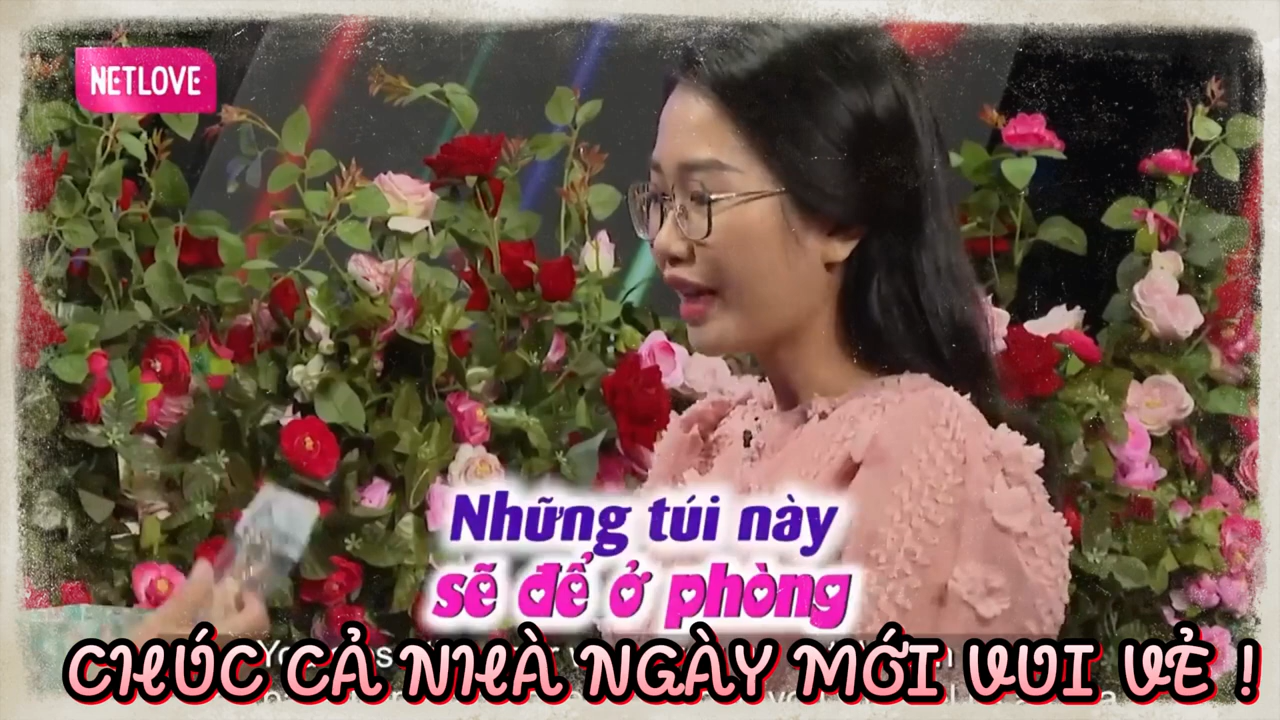 NETLOVE
Những túi này
sẽ để ở phòng
CHÚC CẢ NHÀ NGÀY MỚI VUI VẺ !